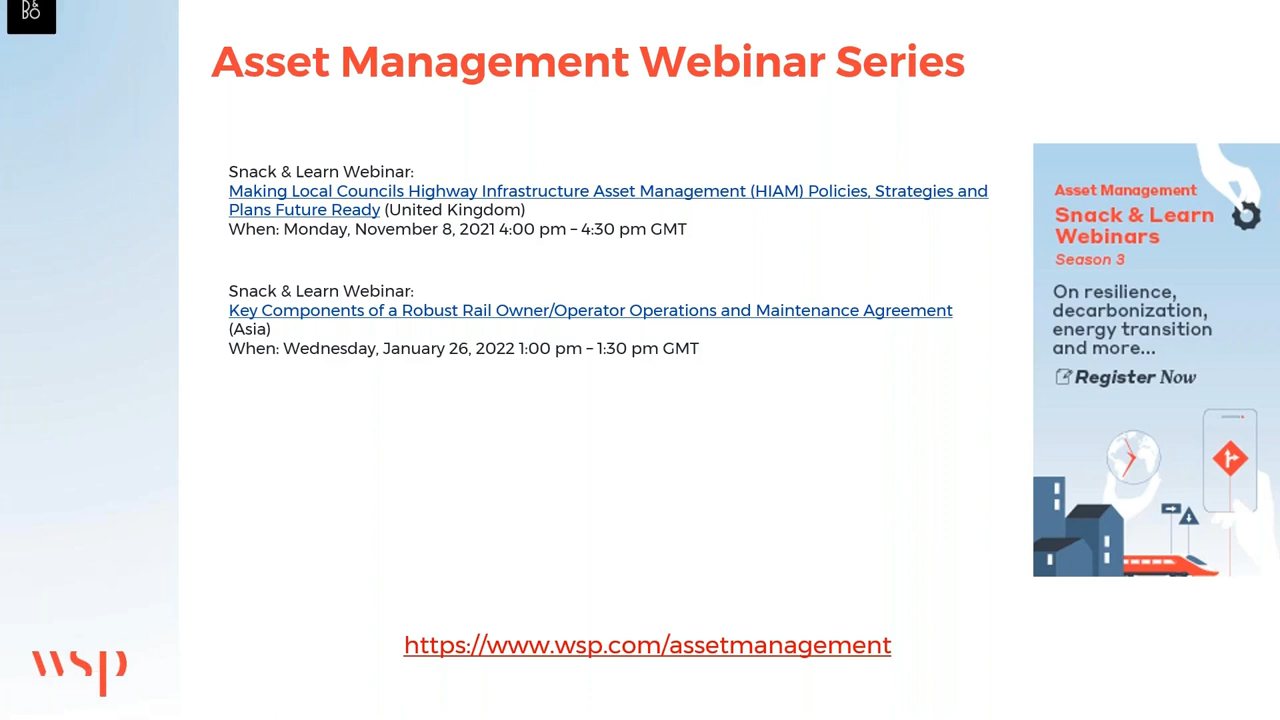 B&
BO
Asset Management Webinar Series
Snack & Learn Webinar:
Making Local Councils Highway Infrastructure Asset Management (HIAM) Policies, Strategies and
Plans Future Ready (United Kingdom)
When: Monday, November 8, 2021 4:00 pm – 4:30 pm GMT
Snack & Learn Webinar:
Key Components of a Robust Rail Owner/Operator Operations and Maintenance Agreement
(Asia)
When: Wednesday, January 26, 2022 1:00 pm – 1:30 pm GMT
Asset Management
Snack & Learn
Webinars
Season 3
On resilience,
decarbonization,
energy transition
and more...
Register Now
https://www.wsp.com/assetmanagement
wsp